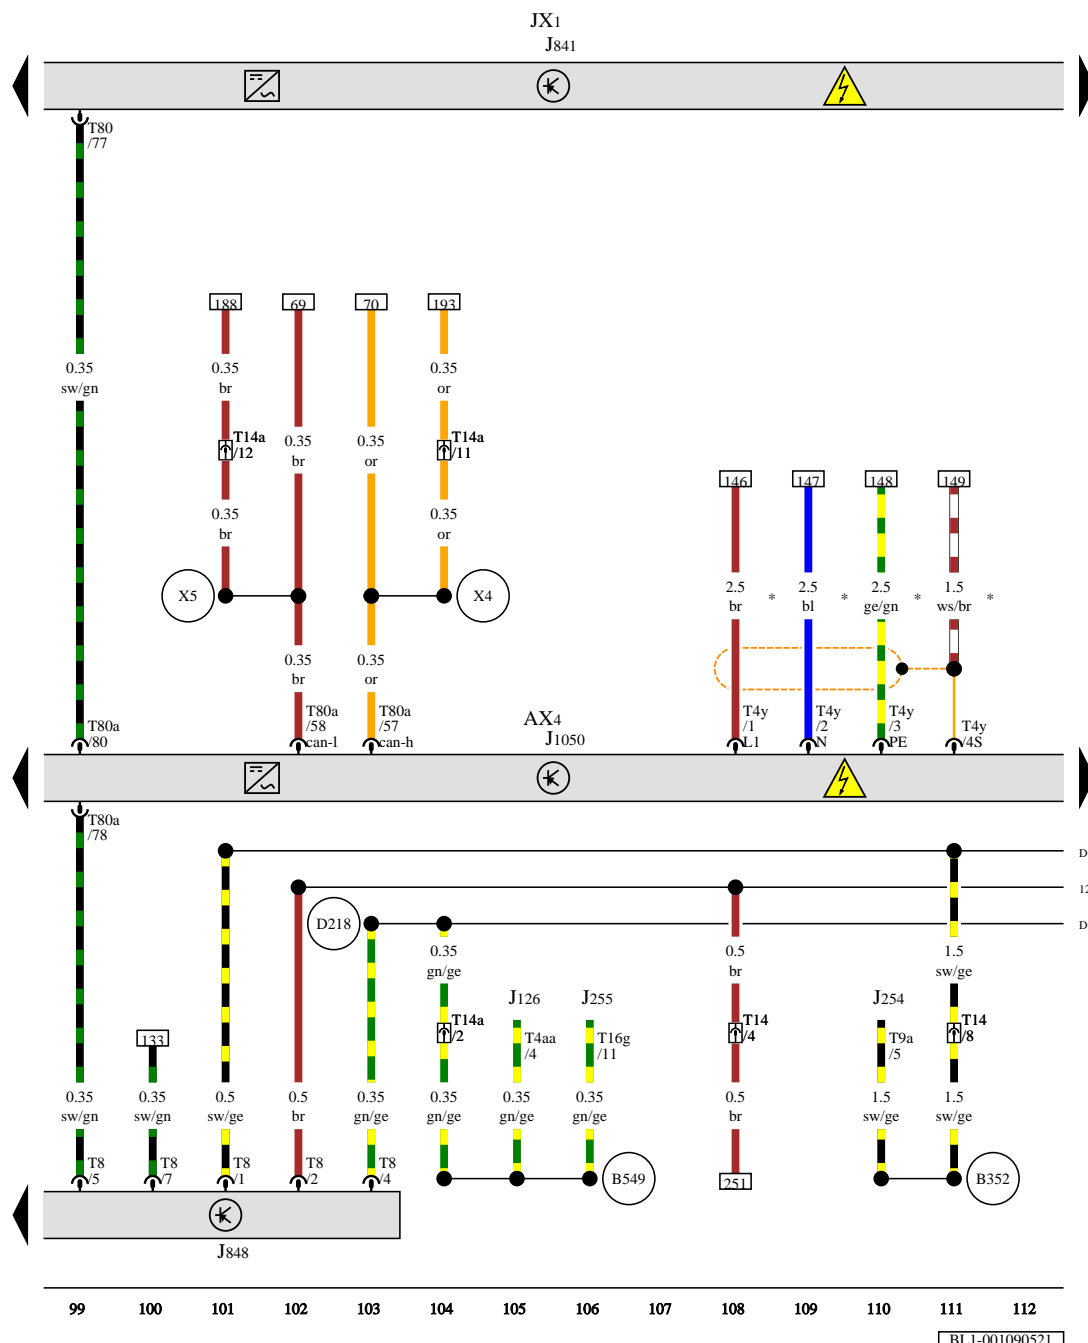 JX1
J841
T80
/77
188
69
70
193
0.35
sw/gn
0.35
br
0.35
or
T14a
/12
0.35
br
0.35
or
T14a
/11
146
147
148
149
0.35
br
0.35
or
X5
X4
2.5
br
*
2.5
bl
*
2.5
ge/gn
*
1.5
ws/br
*
0.35
br
0.35
or
T80a
/80
T80a
/58
can-l
T80a
/57
can-h
AX4
J1050
T4y
/1
L1
T4y
/2
N
T4y
/3
PE
T4y
/4S
T80a
/78
D
12
D218
D
0.35
gn/ge
0.5
br
1.5
sw/ge
J126
J255
J254
133
T14a
/2
T4aa
/4
T16g
/11
T14
/4
T9a
/5
T14
/8
0.35
sw/gn
0.35
sw/gn
0.5
sw/ge
0.5
br
0.35
gn/ge
0.35
gn/ge
0.35
gn/ge
0.35
gn/ge
0.5
br
1.5
sw/ge
1.5
sw/ge
T8
/5
T8
/7
T8
/1
T8
/2
T8
/4
B549
251
B352
J848
99 100 101 102 103 104 105 106 107 108 109 110 111 112
BL1-001090521